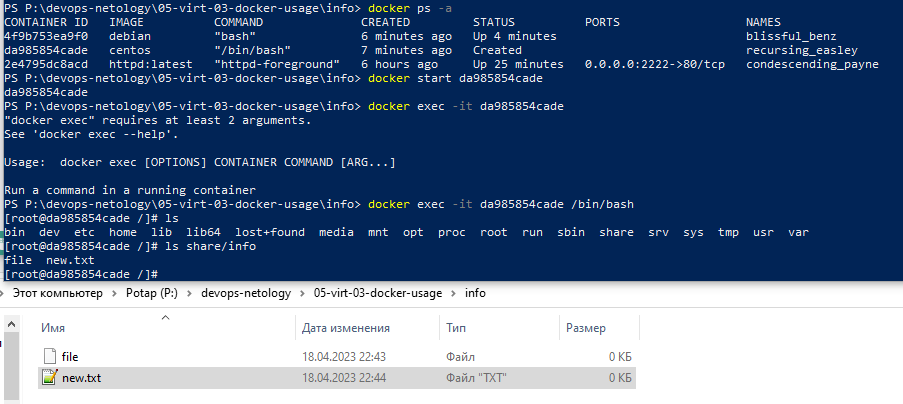 PS P:\devops-netology\05-virt-03-docker-usage\info> docker ps -a
CONTAINER ID   IMAGE          COMMAND              CREATED         STATUS          PORTS                  NAMES
4f9b753ea9f0   debian         "bash"               6 minutes ago   Up 4 minutes                           blissful_benz
da985854cade   centos         "/bin/bash"          7 minutes ago   Created                                recursing_easley
2e4795dc8acd   httpd:latest   "httpd-foreground"   6 hours ago     Up 25 minutes   0.0.0.0:2222->80/tcp   condescending_payne
PS P:\devops-netology\05-virt-03-docker-usage\info> docker start da985854cade
da985854cade
PS P:\devops-netology\05-virt-03-docker-usage\info> docker exec -it da985854cade
"docker exec" requires at least 2 arguments.
See 'docker exec --help'.
Usage:  docker exec [OPTIONS] CONTAINER COMMAND [ARG...]
Run a command in a running container
PS P:\devops-netology\05-virt-03-docker-usage\info> docker exec -it da985854cade /bin/bash
[root@da985854cade /]# ls
bin  dev  etc  home  lib  lib64  lost+found  media  mnt  opt  proc  root  run  sbin  share  srv  sys  tmp  usr  var
[root@da985854cade /]# ls share/info
file  new.txt
[root@da985854cade /]#
Этот компьютер > Potap (P:) > devops-netology > 05-virt-03-docker-usage > info
Имя Дата изменения Тип Размер
file 18.04.2023 22:43 Файл 0 КБ
new.txt 18.04.2023 22:44 Файл "TXT" 0 КБ